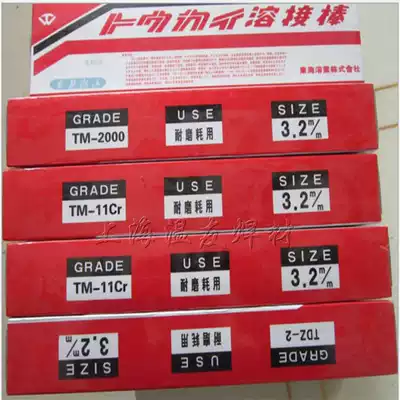 トウカイ溶接棒
東海溶業株式会社
GRADE USE SIZE
TM-2000 耐磨耗用 3.2m/m
GRADE USE SIZE
TM-11Cr 耐磨耗用 3.2m/m
上海温友焊材
GRADE USE SIZE
TM-11Cr 耐磨耗用 3.2m/m
GRADE USE SIZE
TDZ-2 耐磨耗用 3.2m/m